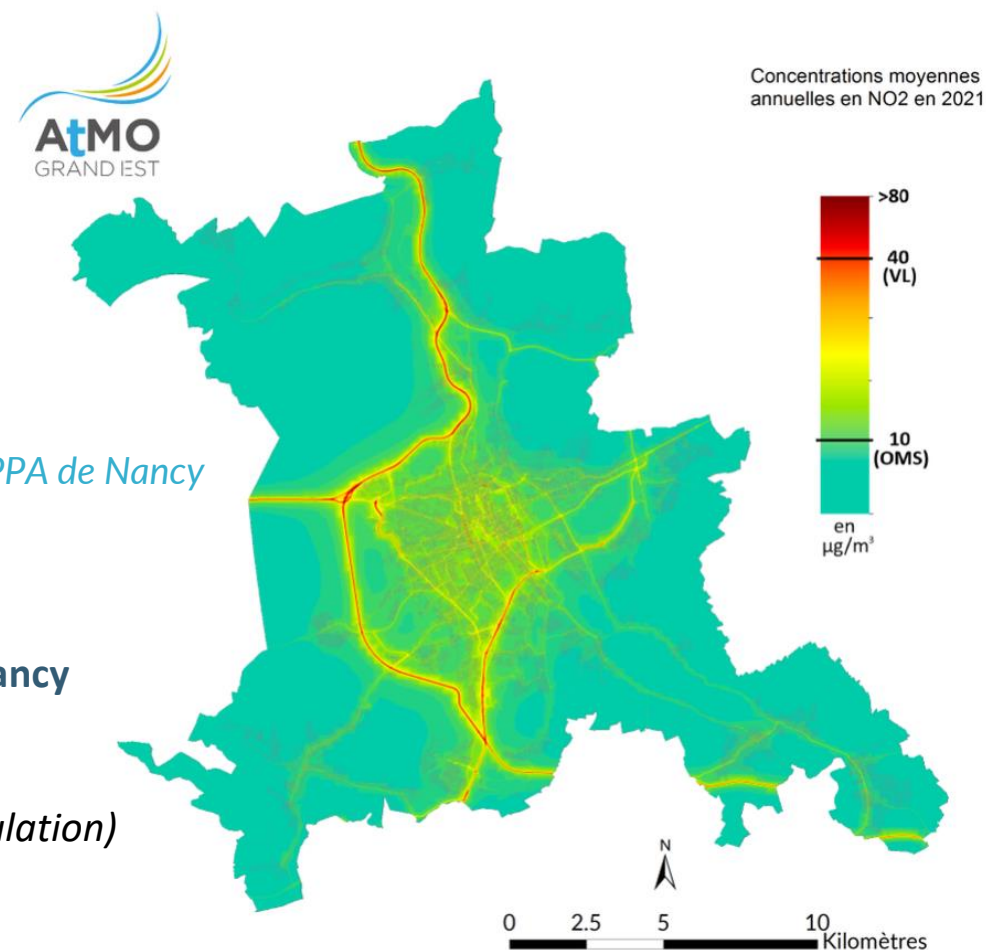 AtMO
GRAND EST
Concentrations moyennes
annuelles en NO2 en 2021
>80
40
(VL)
10
(OMS)
en
µg/m³
PPA de Nancy
ancy
ulation)
N
0 2.5 5 10
Kilomètres